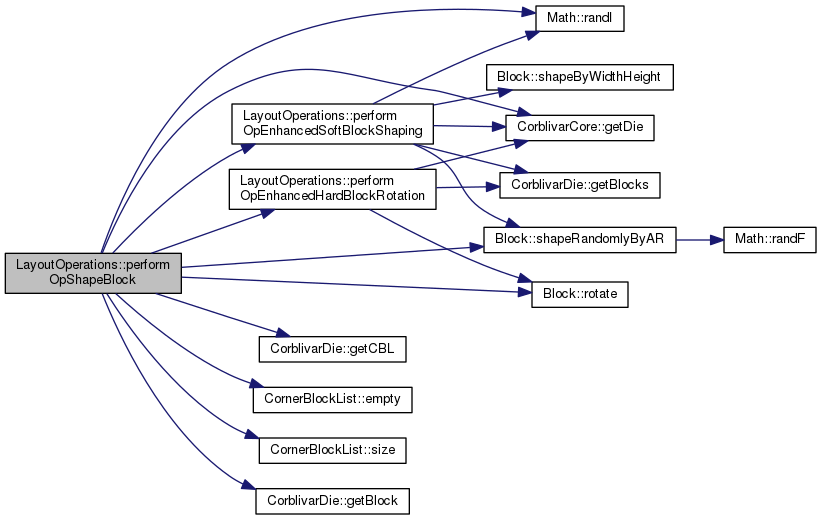 Math::randI
Block::shapeByWidthHeight
LayoutOperations::perform
OpEnhancedSoftBlockShaping
CorblivarCore::getDie
CorblivarDie::getBlocks
LayoutOperations::perform
OpEnhancedHardBlockRotation
Block::shapeRandomlyByAR
Math::randF
LayoutOperations::perform
OpShapeBlock
Block::rotate
CorblivarDie::getCBL
CornerBlockList::empty
CornerBlockList::size
CorblivarDie::getBlock